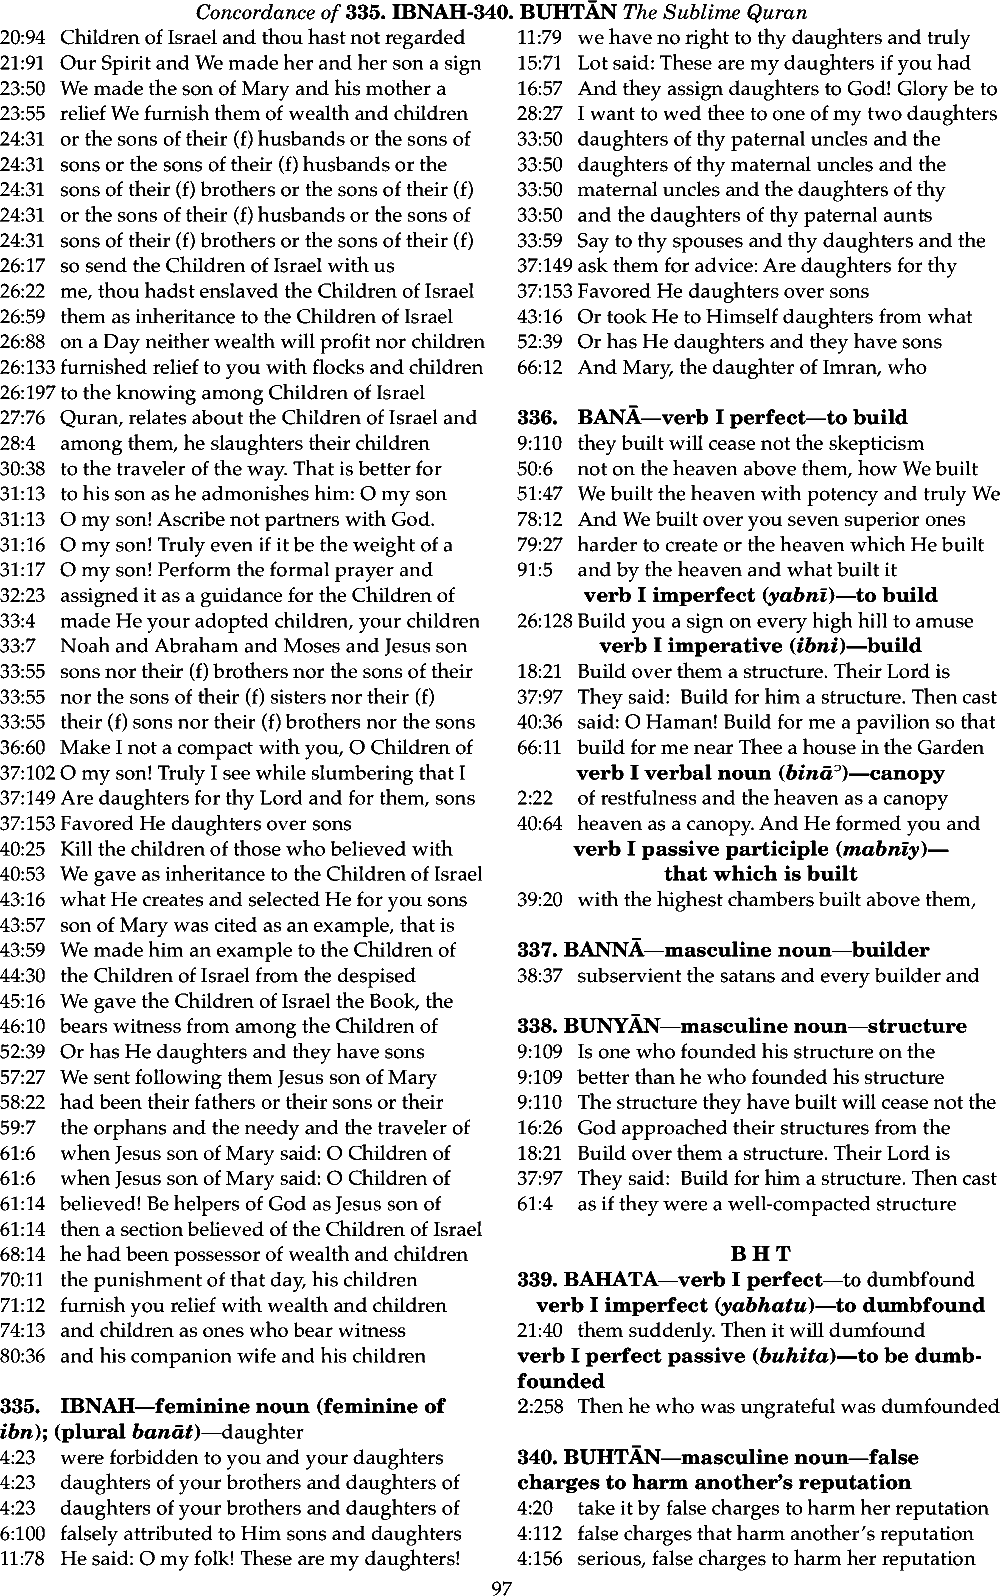 Concordance of 335. IBNAH-340. BUHTĀN The Sublime Quran
20:94 Children of Israel and thou hast not regarded
21:91 Our Spirit and We made her and her son a sign
23:50 We made the son of Mary and his mother a
23:55 relief We furnish them of wealth and children
24:31 or the sons of their (f) husbands or the sons of
24:31 sons or the sons of their (f) husbands or the
24:31 sons of their (f) brothers or the sons of their (f)
24:31 or the sons of their (f) husbands or the sons of
24:31 sons of their (f) brothers or the sons of their (f)
26:17 so send the Children of Israel with us
26:22 me, thou hadst enslaved the Children of Israel
26:59 them as inheritance to the Children of Israel
26:88 on a Day neither wealth will profit nor children
26:133 furnished relief to you with flocks and children
26:197 to the knowing among Children of Israel
27:76 Quran, relates about the Children of Israel and
28:4 among them, he slaughters their children
30:38 to the traveler of the way. That is better for
31:13 to his son as he admonishes him: O my son
31:13 O my son! Ascribe not partners with God.
31:16 O my son! Truly even if it be the weight of a
31:17 O my son! Perform the formal prayer and
32:23 assigned it as a guidance for the Children of
33:4 made He your adopted children, your children
33:7 Noah and Abraham and Moses and Jesus son
33:55 sons nor their (f) brothers nor the sons of their
33:55 nor the sons of their (f) sisters nor their (f)
33:55 their (f) sons nor their (f) brothers nor the sons
36:60 Make I not a compact with you, O Children of
37:102 O my son! Truly I see while slumbering that I
37:149 Are daughters for thy Lord and for them, sons
37:153 Favored He daughters over sons
40:25 Kill the children of those who believed with
40:53 We gave as inheritance to the Children of Israel
43:16 what He creates and selected He for you sons
43:57 son of Mary was cited as an example, that is
43:59 We made him an example to the Children of
44:30 the Children of Israel from the despised
45:16 We gave the Children of Israel the Book, the
46:10 bears witness from among the Children of
52:39 Or has He daughters and they have sons
57:27 We sent following them Jesus son of Mary
58:22 had been their fathers or their sons or their
59:7 the orphans and the needy and the traveler of
61:6 when Jesus son of Mary said: O Children of
61:6 when Jesus son of Mary said: O Children of
61:14 believed! Be helpers of God as Jesus son of
61:14 then a section believed of the Children of Israel
68:14 he had been possessor of wealth and children
70:11 the punishment of that day, his children
71:12 furnish you relief with wealth and children
74:13 and children as ones who bear witness
80:36 and his companion wife and his children
335. IBNAH—feminine noun (feminine of
ibn); (plural banāt)—daughter
4:23 were forbidden to you and your daughters
4:23 daughters of your brothers and daughters of
4:23 daughters of your brothers and daughters of
6:100 falsely attributed to Him sons and daughters
11:78 He said: O my folk! These are my daughters!
11:79 we have no right to thy daughters and truly
15:71 Lot said: These are my daughters if you had
16:57 And they assign daughters to God! Glory be to
28:27 I want to wed thee to one of my two daughters
33:50 daughters of thy paternal uncles and the
33:50 daughters of thy maternal uncles and the
33:50 maternal uncles and the daughters of thy
33:50 and the daughters of thy paternal aunts
33:59 Say to thy spouses and thy daughters and the
37:149 ask them for advice: Are daughters for thy
37:153 Favored He daughters over sons
43:16 Or took He to Himself daughters from what
52:39 Or has He daughters and they have sons
66:12 And Mary, the daughter of Imran, who
336. BANĀ—verb I perfect—to build
9:110 they built will cease not the skepticism
50:6 not on the heaven above them, how We built
51:47 We built the heaven with potency and truly We
78:12 And We built over you seven superior ones
79:27 harder to create or the heaven which He built
91:5 and by the heaven and what built it
verb I imperfect (yabnī)—to build
26:128 Build you a sign on every high hill to amuse
verb I imperative (ibni)—build
18:21 Build over them a structure. Their Lord is
37:97 They said: Build for him a structure. Then cast
40:36 said: O Haman! Build for me a pavilion so that
66:11 build for me near Thee a house in the Garden
verb I verbal noun (bināʾ)—canopy
2:22 of restfulness and the heaven as a canopy
40:64 heaven as a canopy. And He formed you and
verb I passive participle (mabnīy)—
that which is built
39:20 with the highest chambers built above them,
337. BANNĀ—masculine noun—builder
38:37 subservient the satans and every builder and
338. BUNYĀN—masculine noun—structure
9:109 Is one who founded his structure on the
9:109 better than he who founded his structure
9:110 The structure they have built will cease not the
16:26 God approached their structures from the
18:21 Build over them a structure. Their Lord is
37:97 They said: Build for him a structure. Then cast
61:4 as if they were a well-compacted structure
B H T
339. BAHATA—verb I perfect—to dumbfound
verb I imperfect (yabhatu)—to dumbfound
21:40 them suddenly. Then it will dumfound
verb I perfect passive (buhita)—to be dumb-
founded
2:258 Then he who was ungrateful was dumfounded
340. BUHTĀN—masculine noun—false
charges to harm another's reputation
4:20 take it by false charges to harm her reputation
4:112 false charges that harm another's reputation
4:156 serious, false charges to harm her reputation
97